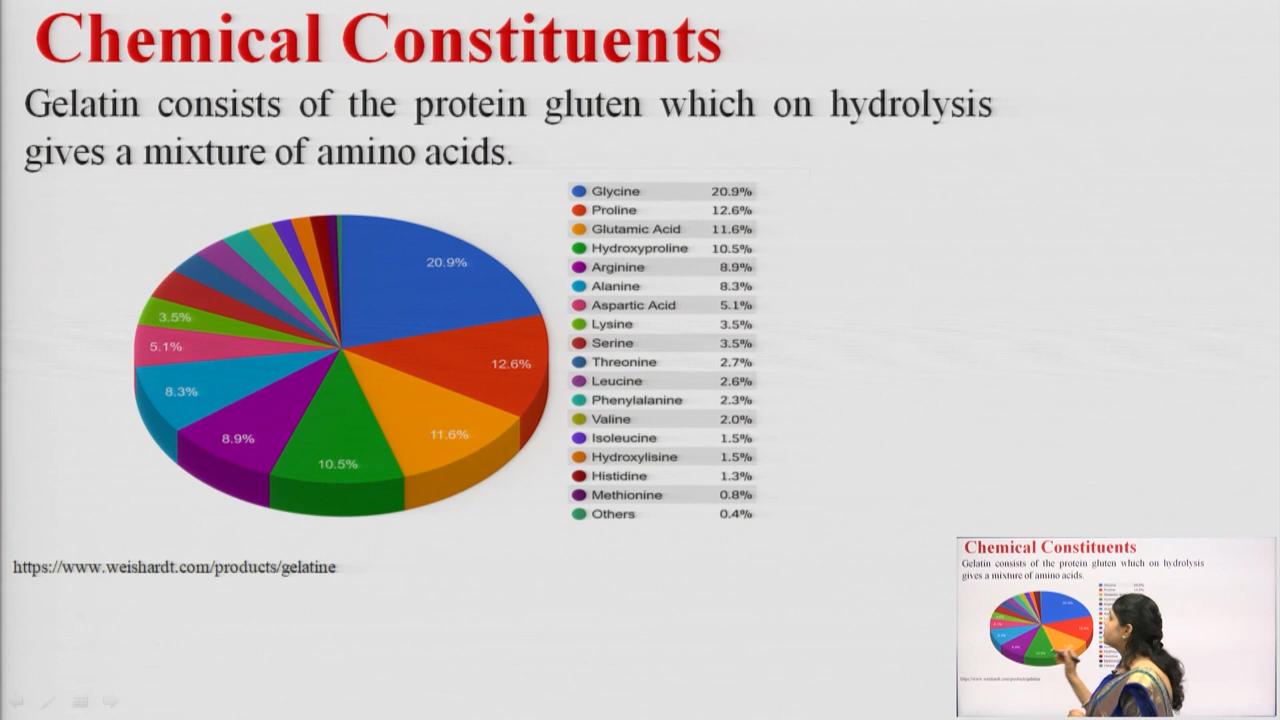 Chemical Constituents
Gelatin consists of the protein gluten which on hydrolysis
gives a mixture of amino acids.
Glycine 20.9%
Proline 12.6%
Glutamic Acid 11.6%
Hydroxyproline 10.5%
Arginine 8.9%
Alanine 8.3%
Aspartic Acid 5.1%
Lysine 3.5%
Serine 3.5%
Threonine 2.7%
Leucine 2.6%
Phenylalanine 2.3%
Valine 2.0%
Isoleucine 1.5%
Hydroxylisine 1.5%
Histidine 1.3%
Methionine 0.8%
Others 0.4%
20.9%
12.6%
11.6%
10.5%
8.9%
8.3%
5.1%
3.5%
https://www.weishardt.com/products/gelatine
Chemical Constituents
Gelatin consists of the protein gluten which on hydrolysis
gives a mixture of amino acids.